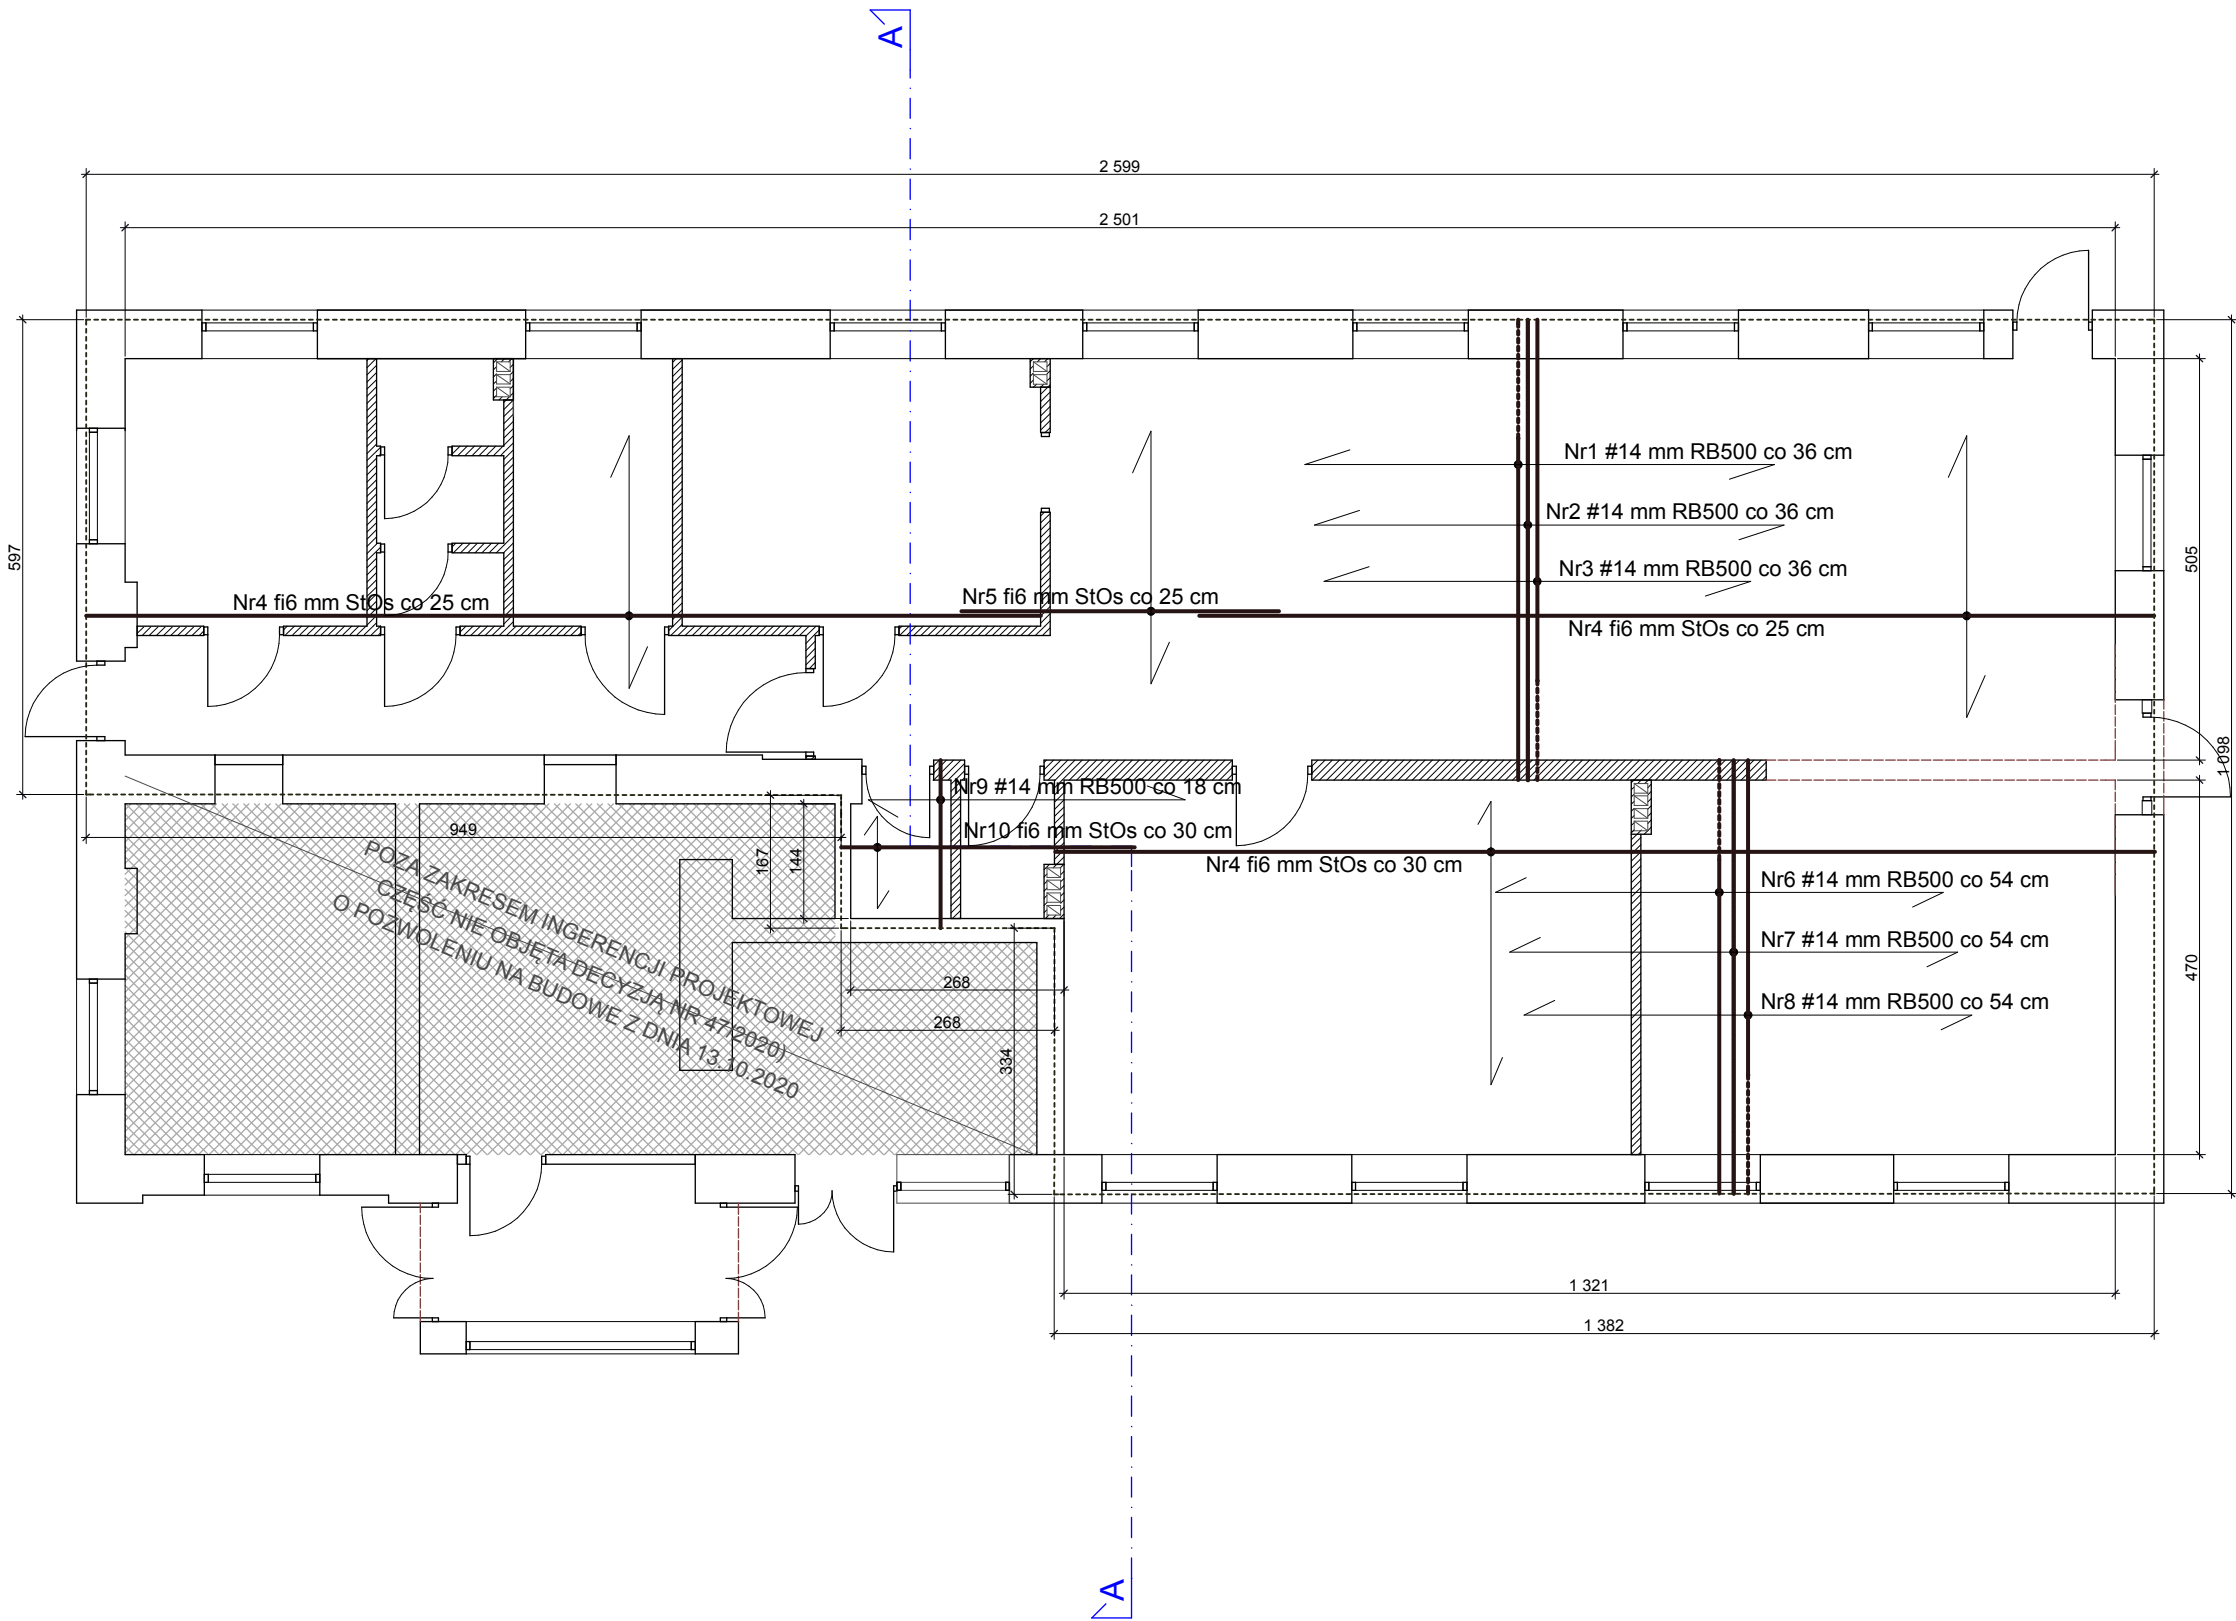 A
2 599
2 501
597
505
1 098
Nr1 #14 mm RB500 co 36 cm
Nr2 #14 mm RB500 co 36 cm
Nr3 #14 mm RB500 co 36 cm
Nr4 fi6 mm StOs co 25 cm
Nr5 fi6 mm StOs co 25 cm
Nr4 fi6 mm StOs co 25 cm
Nr9 #14 mm RB500 co 18 cm
Nr10 fi6 mm StOs co 30 cm
Nr4 fi6 mm StOs co 30 cm
949
167
144
POZA ZAKRESEM INGERENCJI PROJEKTOWEJ
CZĘŚĆ NIE OBJĘTA DECYZJĄ NR 47/2020)
O POZWOLENIU NA BUDOWE Z DNIA 13.10.2020
Nr6 #14 mm RB500 co 54 cm
Nr7 #14 mm RB500 co 54 cm
Nr8 #14 mm RB500 co 54 cm
470
268
268
334
1 321
1 382
A